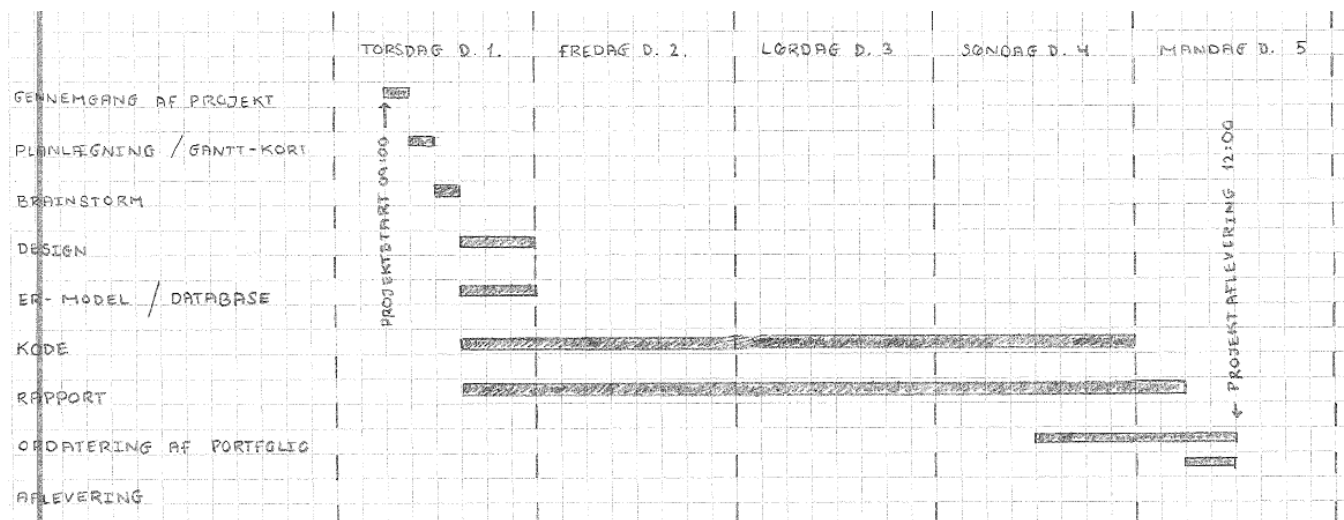 TORSDAG D. 1. FREDAG D. 2. LØRDAG D. 3 SØNDAG D. 4 MANDAG D. 5
GENNEMGANG AF PROJEKT
PLANLÆGNING / GANTT-KORT
BRAINSTORM
DESIGN
ER-MODEL / DATABASE
KODE
RAPPORT
OPDATERING AF PORTFOLIO
AFLEVERING
PROJEKTSTART 09:00 →
← PROJEKTAFLEVERING 12:00